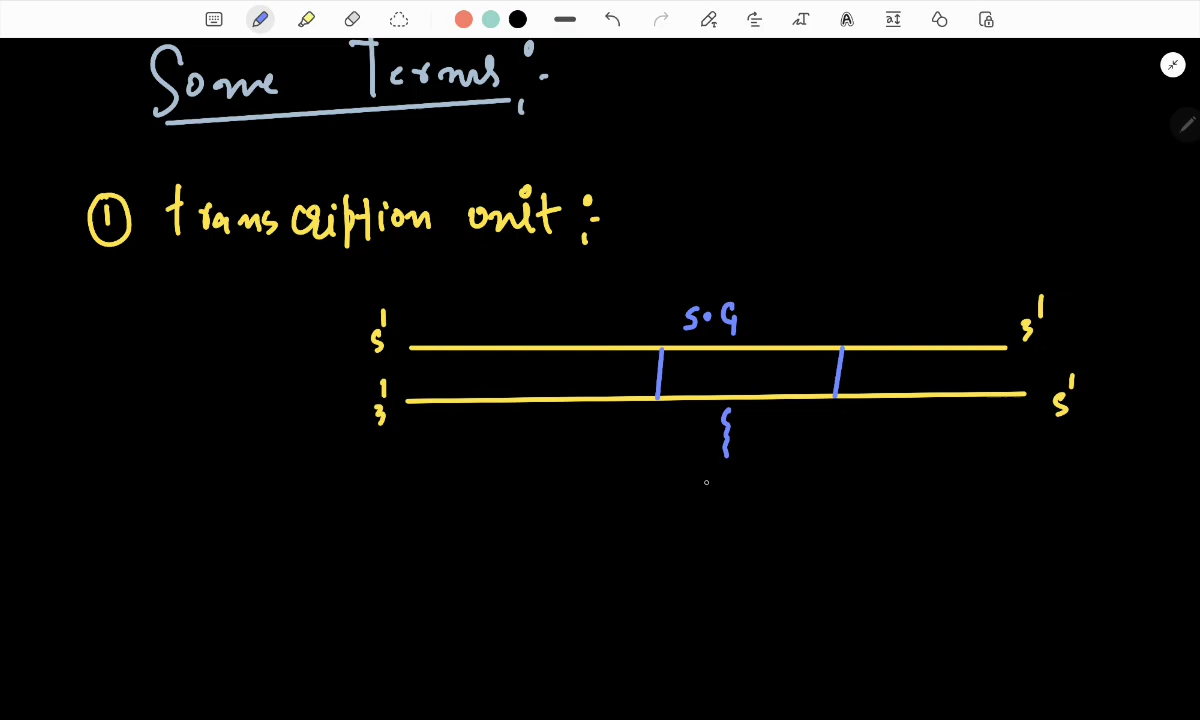 Some Terms :-
① transcription unit :-
5' S.G 3'
3' 5'